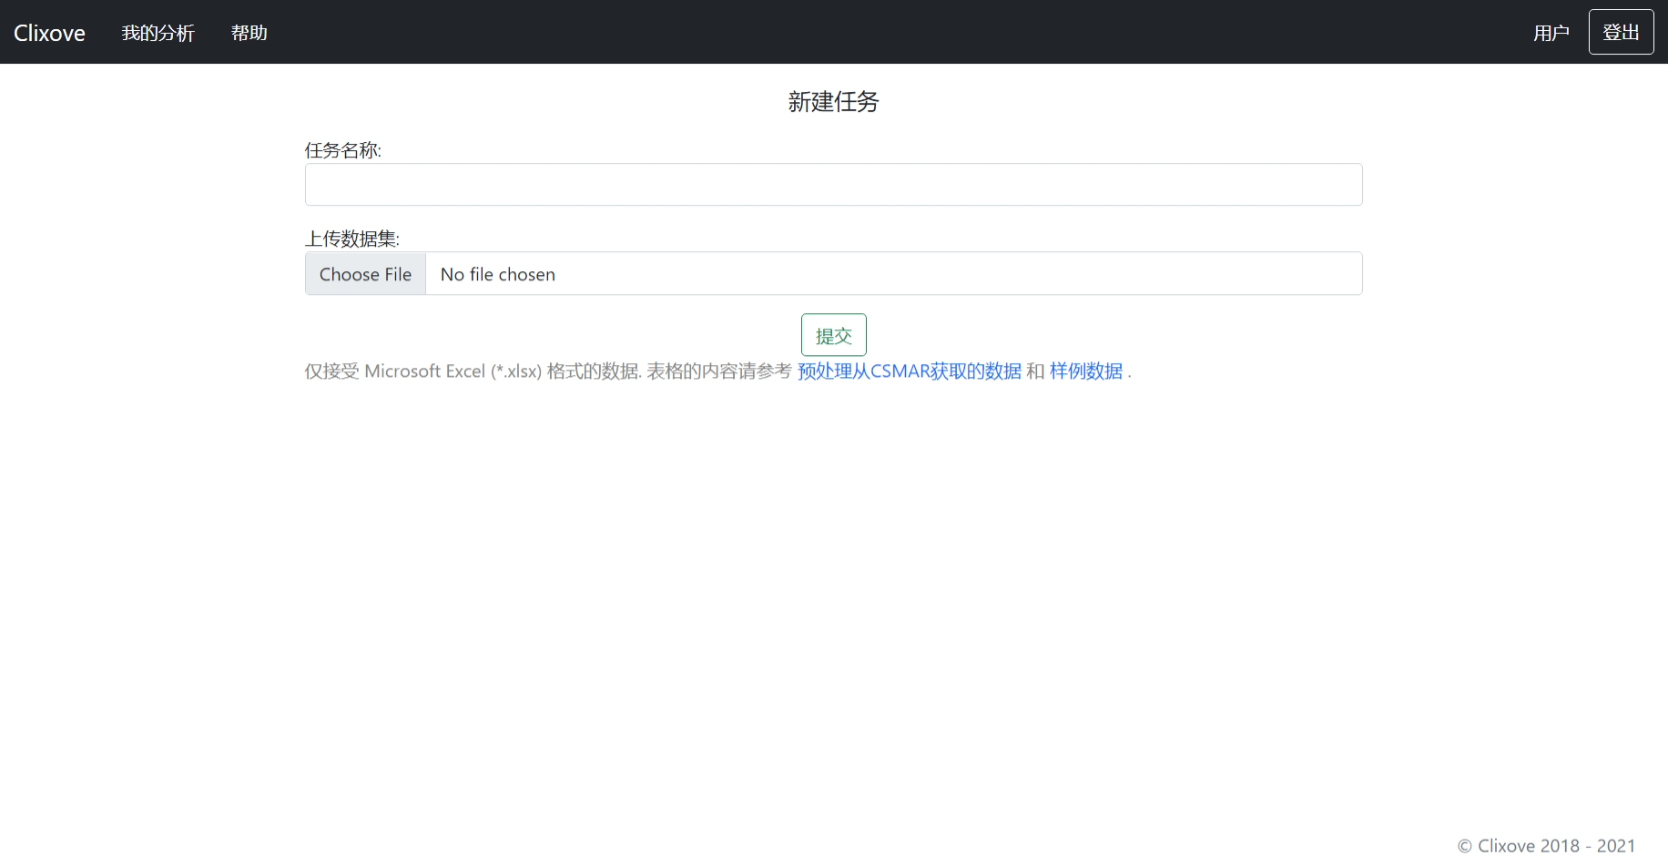 Clixove 我的分析 帮助 用户 登出
新建任务
任务名称:
上传数据集:
Choose File No file chosen
提交
仅接受 Microsoft Excel (*.xlsx) 格式的数据. 表格的内容请参考 预处理从CSMAR获取的数据 和 样例数据 .
© Clixove 2018 - 2021